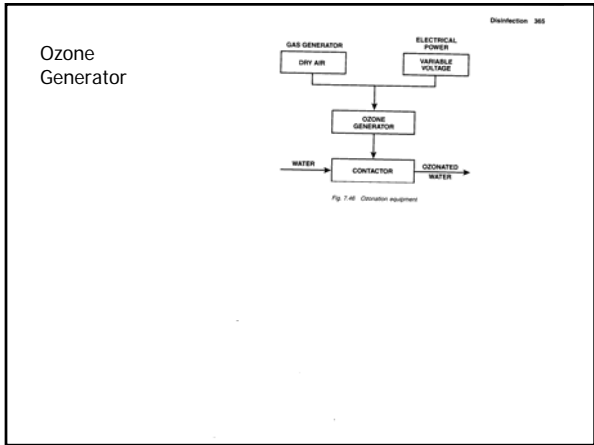 Disinfection 365
Ozone
Generator
GAS GENERATOR
DRY AIR
ELECTRICAL
POWER
VARIABLE
VOLTAGE
OZONE
GENERATOR
WATER
CONTACTOR
OZONATED
WATER
Fig. 7.46 Ozonation equipment